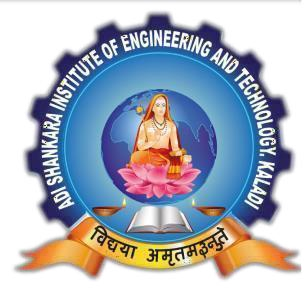 ADI SHANKARA INSTITUTE OF ENGINEERING AND TECHNOLOGY, KALADI
विद्यया अमृतमश्नुते